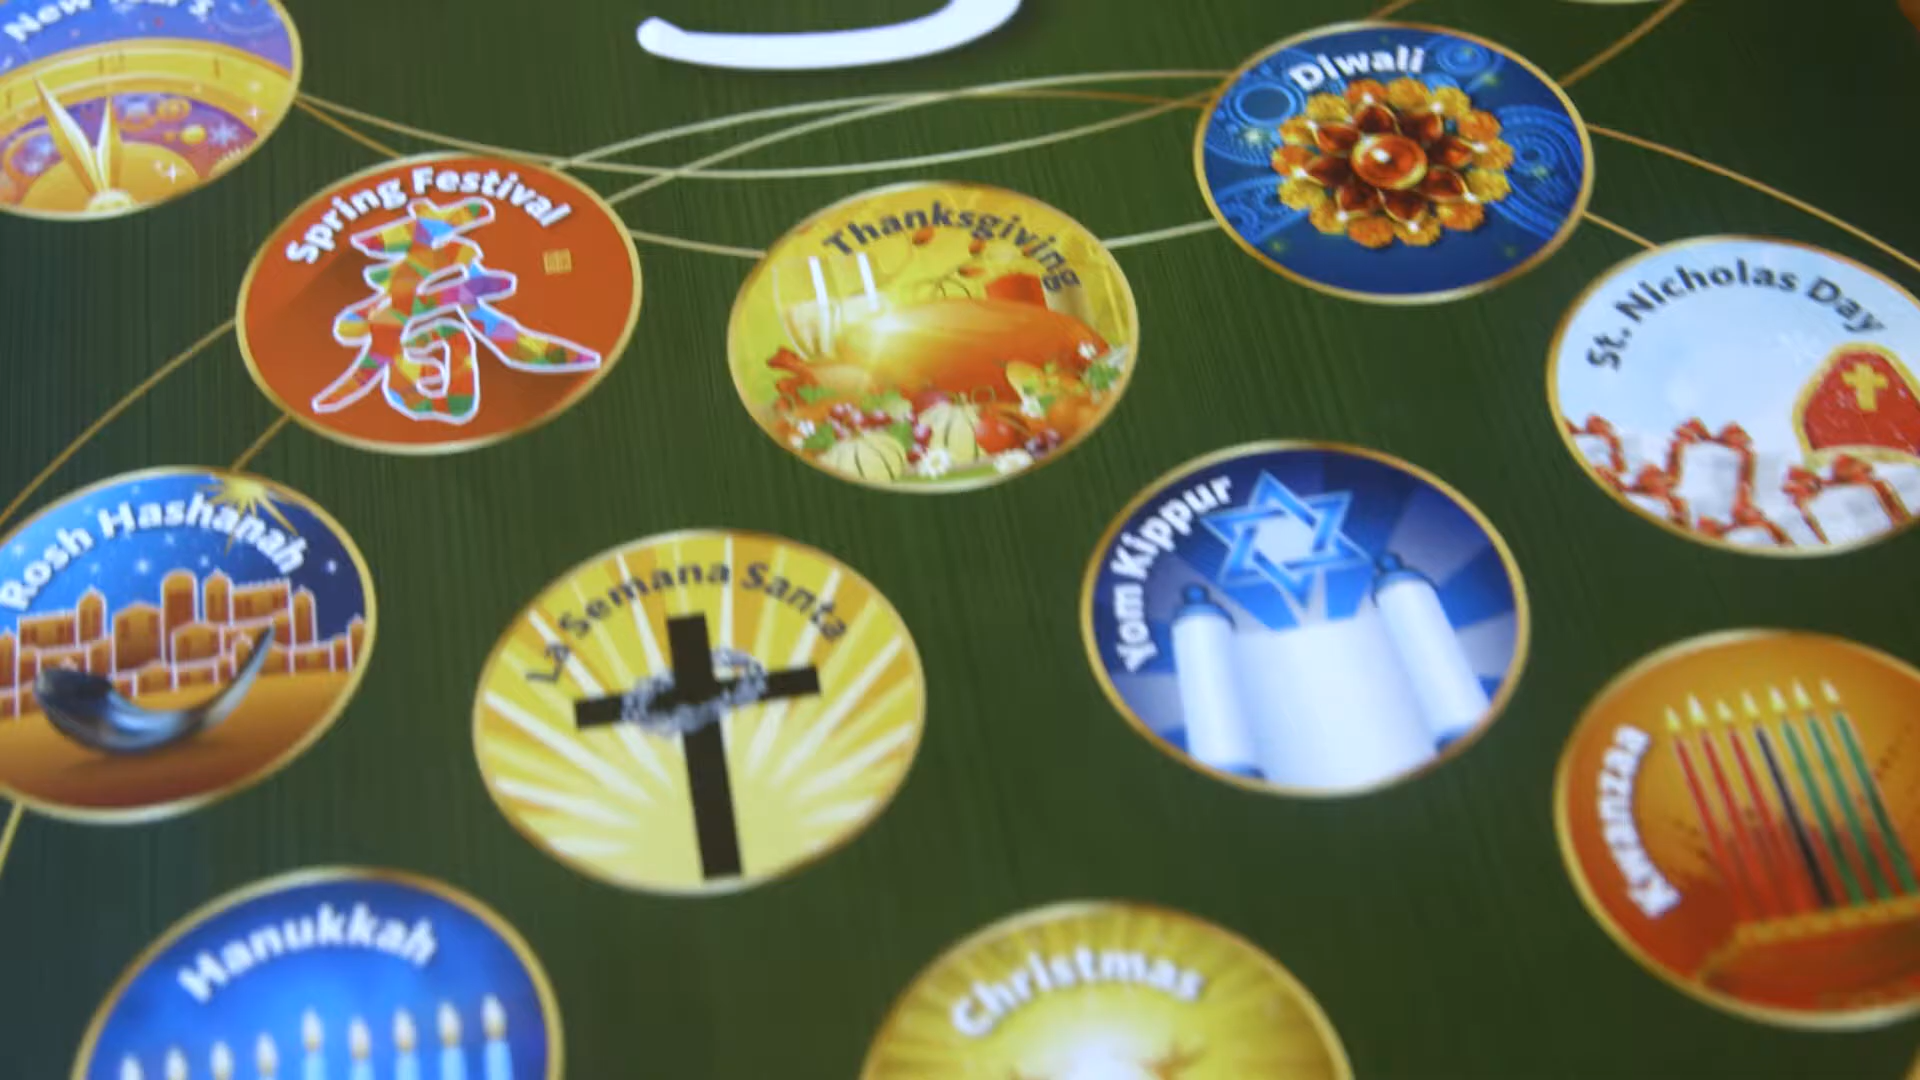 New Year's
Diwali
Spring Festival
春
Thanksgiving
St. Nicholas Day
Rosh Hashanah
Yom Kippur
La Semana Santa
Kwanzaa
Hanukkah
Christmas